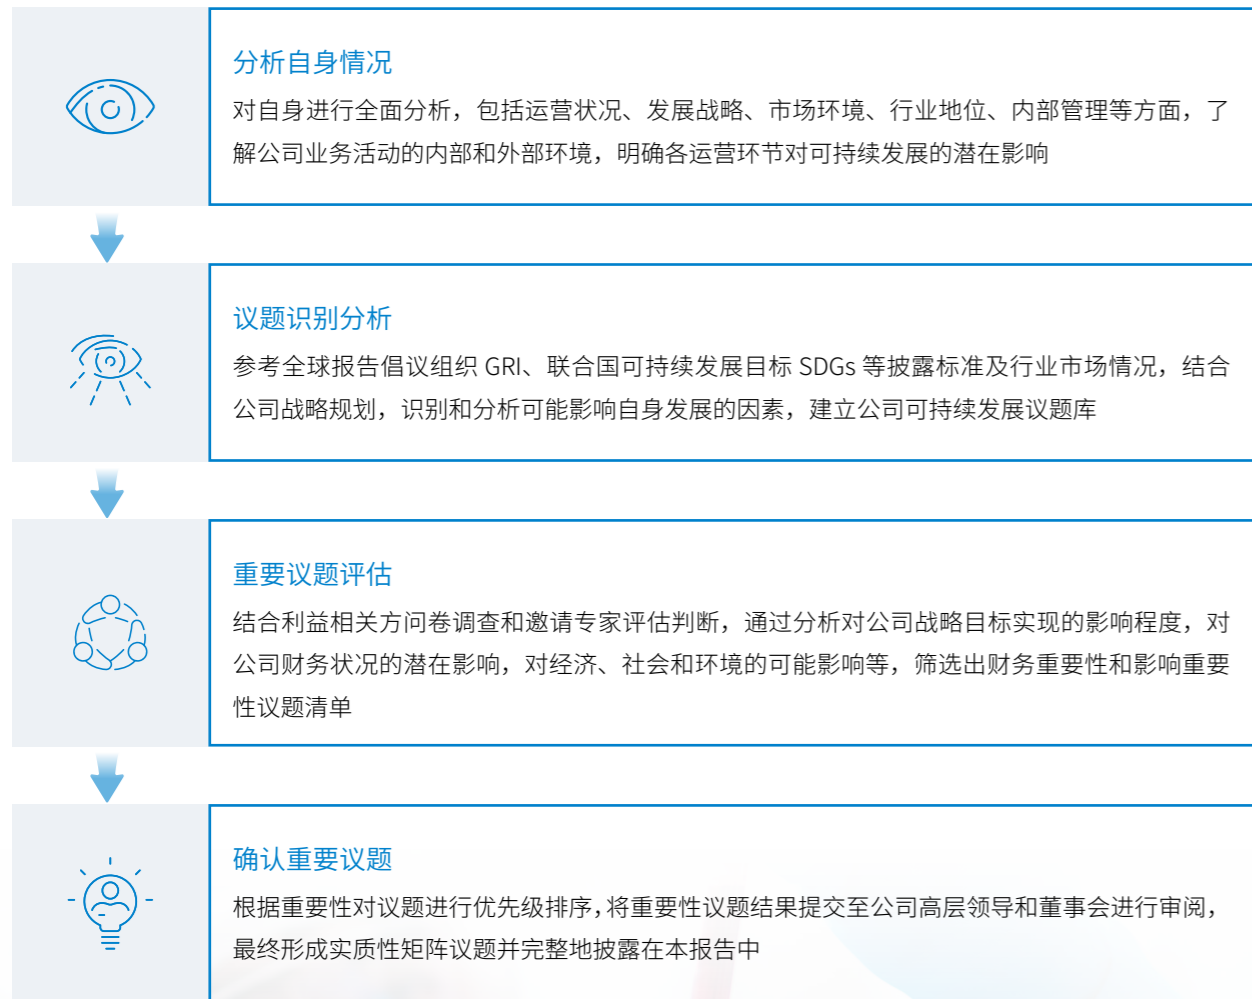 分析自身情况
对自身进行全面分析，包括运营状况、发展战略、市场环境、行业地位、内部管理等方面，了
解公司业务活动的内部和外部环境，明确各运营环节对可持续发展的潜在影响
议题识别分析
参考全球报告倡议组织 GRI、联合国可持续发展目标 SDGs 等披露标准及行业市场情况，结合
公司战略规划，识别和分析可能影响自身发展的因素，建立公司可持续发展议题库
重要议题评估
结合利益相关方问卷调查和邀请专家评估判断，通过分析对公司战略目标实现的影响程度，对
公司财务状况的潜在影响，对经济、社会和环境的可能影响等，筛选出财务重要性和影响重要
性议题清单
确认重要议题
根据重要性对议题进行优先级排序，将重要性议题结果提交至公司高层领导和董事会进行审阅，
最终形成实质性矩阵议题并完整地披露在本报告中